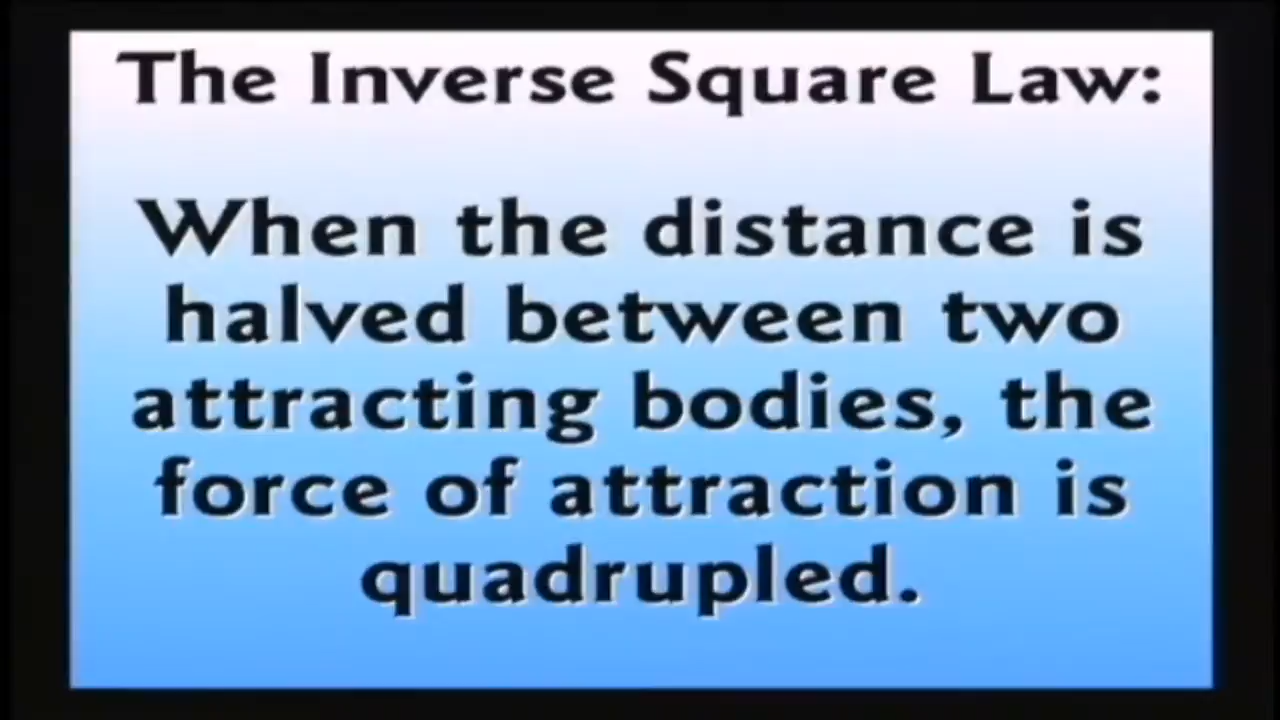 The Inverse Square Law:
When the distance is
halved between two
attracting bodies, the
force of attraction is
quadrupled.